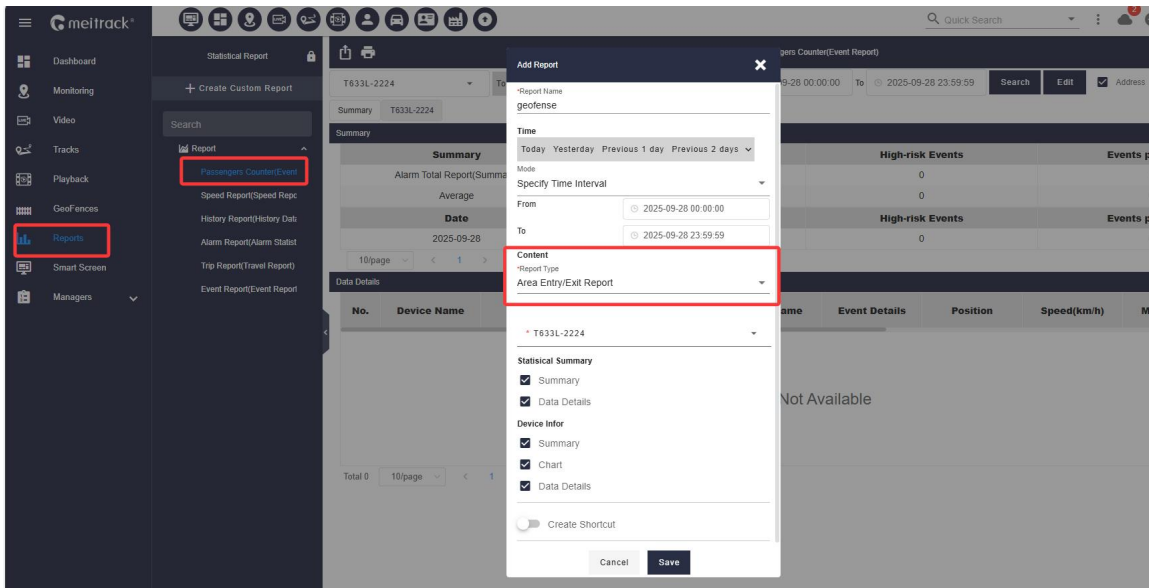 meitrack
Quick Search
2
Dashboard
Monitoring
Video
Tracks
Playback
GeoFences
Reports
Smart Screen
Managers
Statistical Report
+ Create Custom Report
Search
Report
Passengers Counter(Event
Speed Report(Speed Repc
History Report(History Data
Alarm Report(Alarm Statist
Trip Report(Travel Report)
Event Report(Event Report
gers Counter(Event Report)
T633L-2224
To
9-28 00:00:00 To 2025-09-28 23:59:59 Search Edit Address
Summary T633L-2224
Summary
Summary High-risk Events Events p
Alarm Total Report(Summa 0
Average 0
Date High-risk Events Events p
2025-09-28 0
10/page < 1 >
Data Details
No. Device Name ame Event Details Position Speed(km/h) M
Not Available
Total 0 10/page < 1
Add Report
*Report Name
geofense
Time
Today Yesterday Previous 1 day Previous 2 days
Mode
Specify Time Interval
From 2025-09-28 00:00:00
To 2025-09-28 23:59:59
Content
*Report Type
Area Entry/Exit Report
* T633L-2224
Statisical Summary
Summary
Data Details
Device Infor
Summary
Chart
Data Details
Create Shortcut
Cancel Save